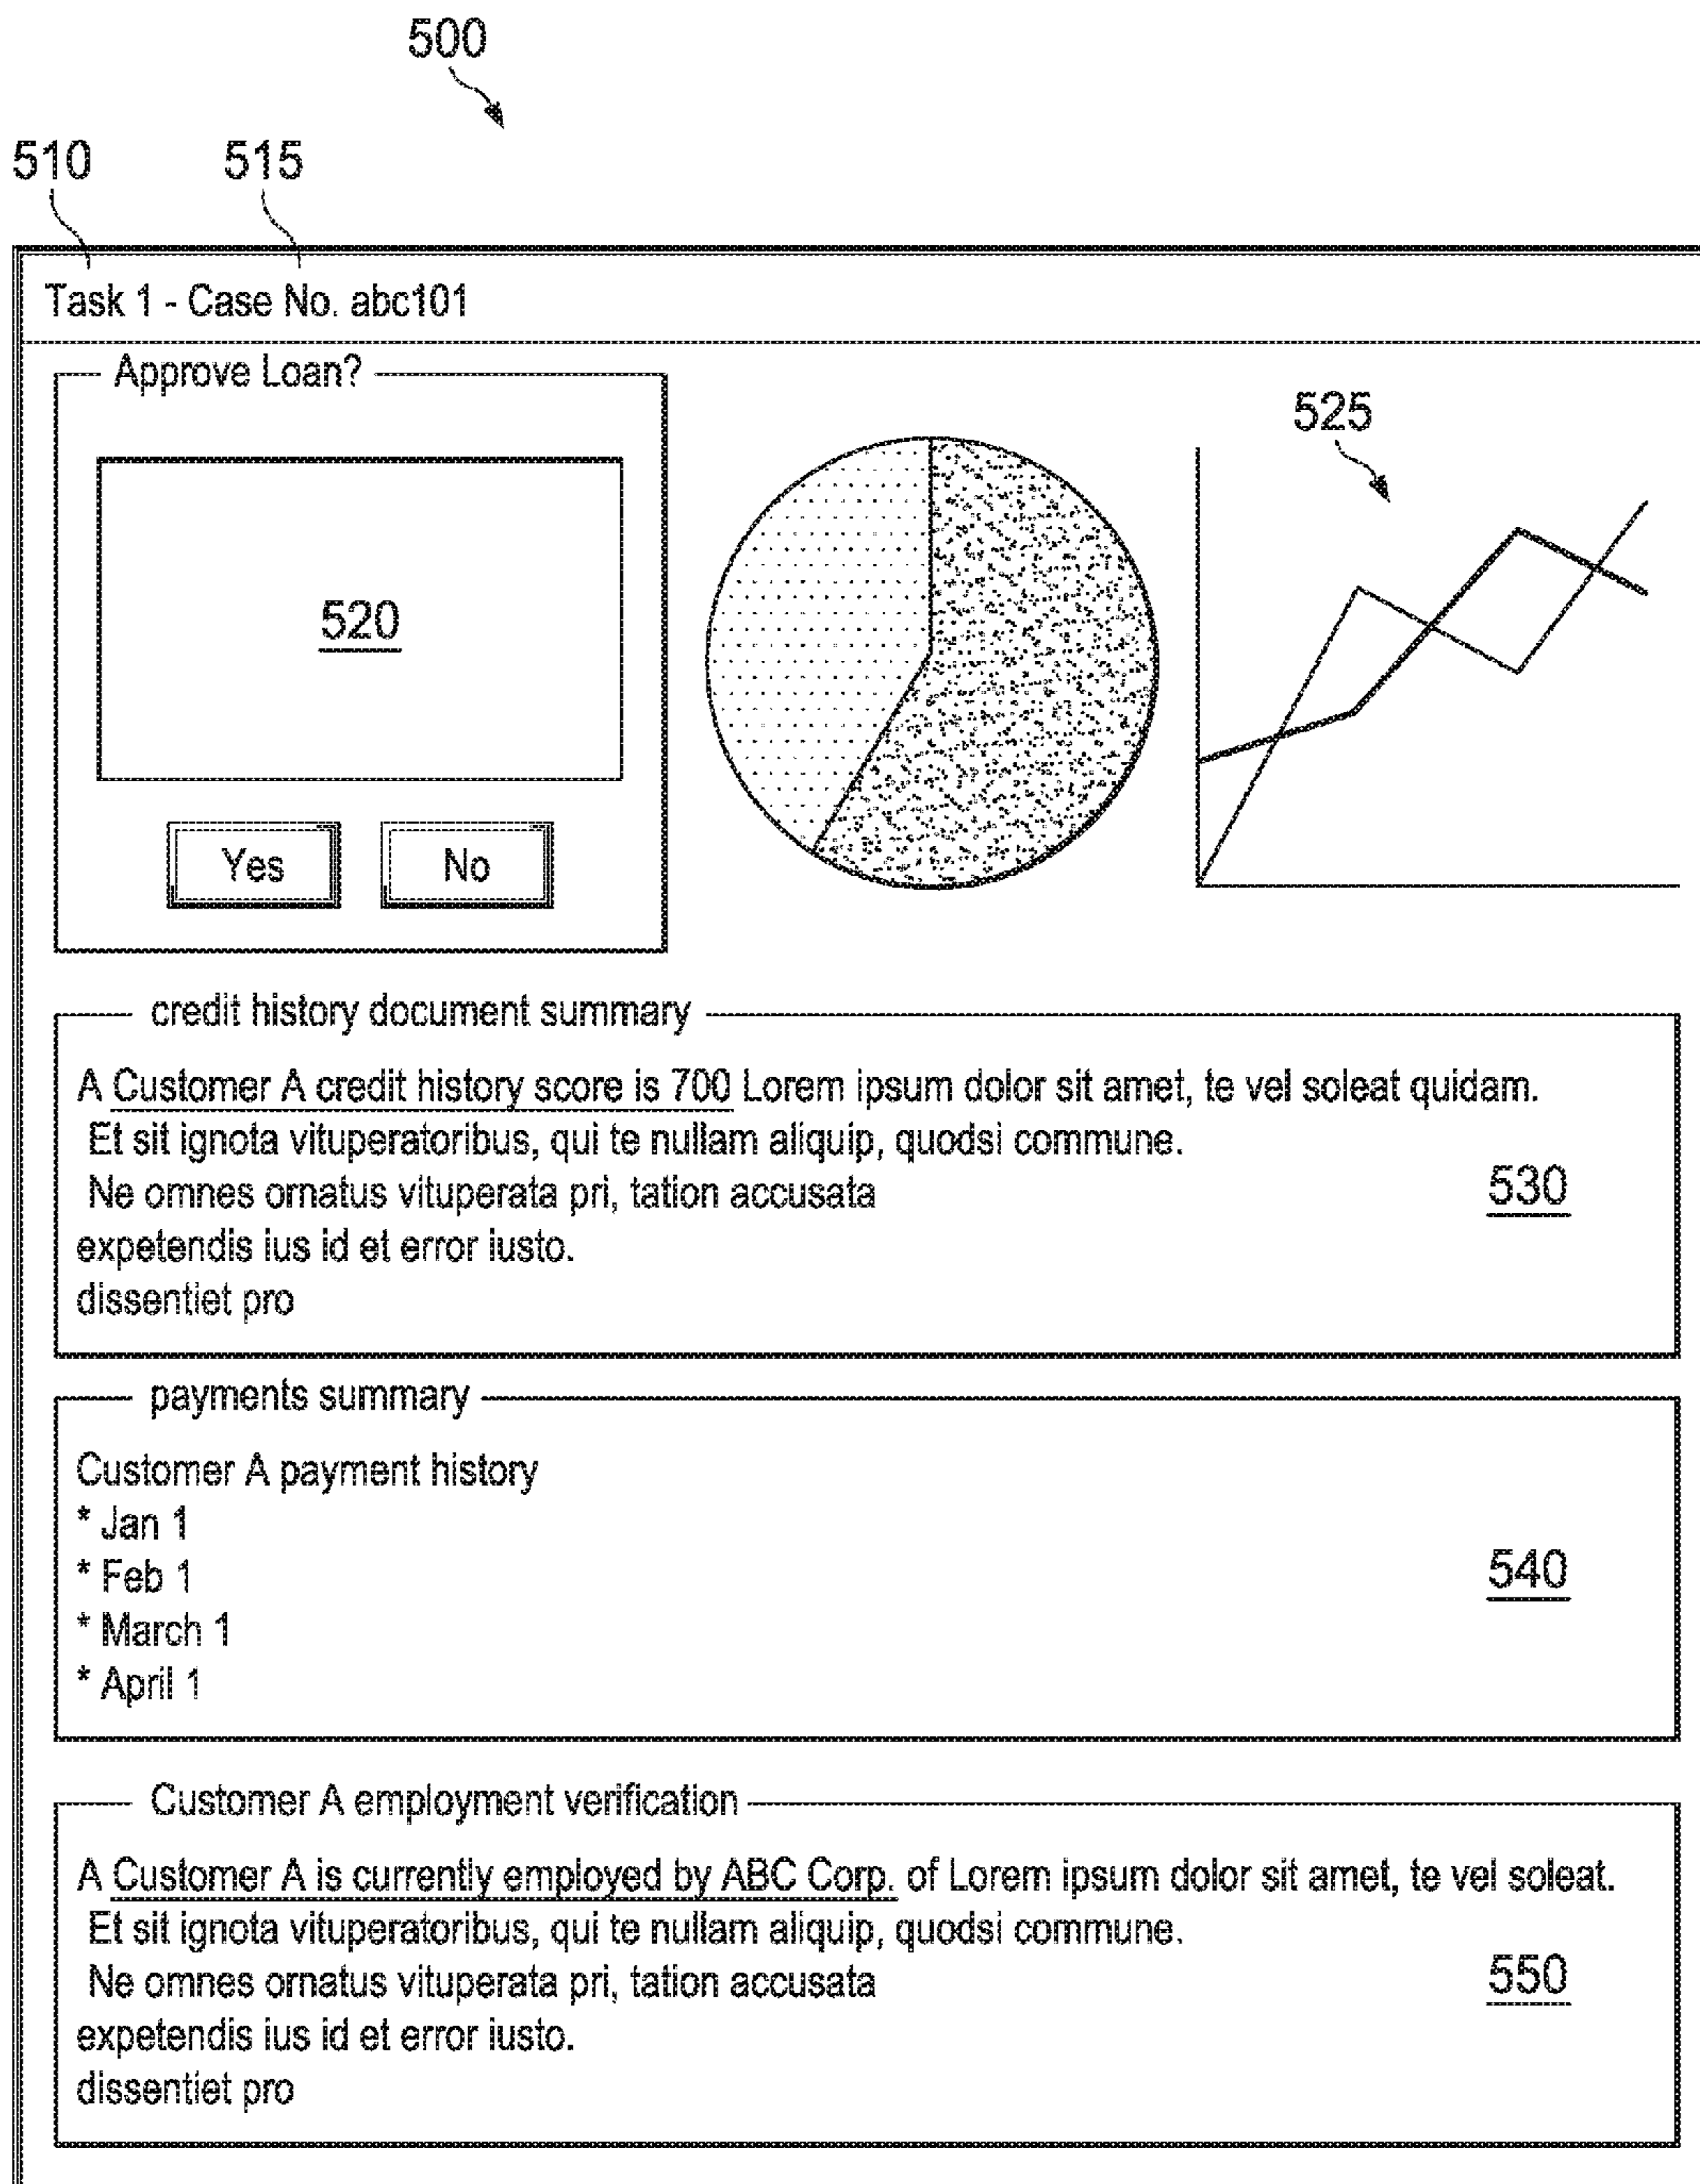 500
510 515
Task 1 - Case No. abc101
Approve Loan?
525
520
Yes No
credit history document summary
A Customer A credit history score is 700 Lorem ipsum dolor sit amet, te vel soleat quidam.
Et sit ignota vituperatoribus, qui te nullam aliquip, quodsi commune.
Ne omnes ornatus vituperata pri, tation accusata
530
expetendis ius id et error iusto.
dissentiet pro
payments summary
Customer A payment history
* Jan 1
* Feb 1
540
* March 1
* April 1
Customer A employment verification
A Customer A is currently employed by ABC Corp. of Lorem ipsum dolor sit amet, te vel soleat.
Et sit ignota vituperatoribus, qui te nullam aliquip, quodsi commune.
Ne omnes ornatus vituperata pri, tation accusata
550
expetendis ius id et error iusto.
dissentiet pro